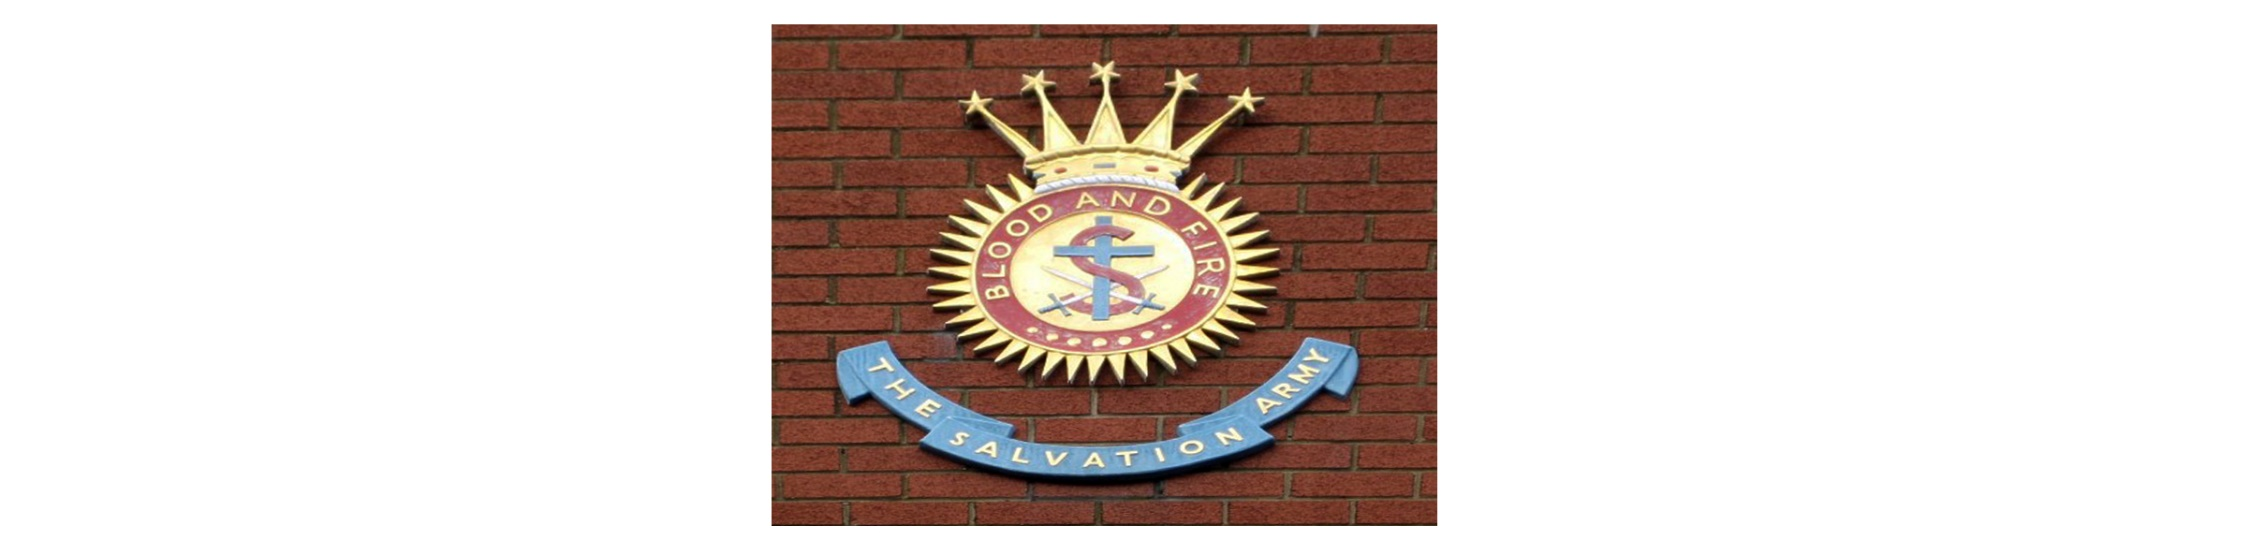 BLOOD AND FIRE
S
THE SALVATION ARMY